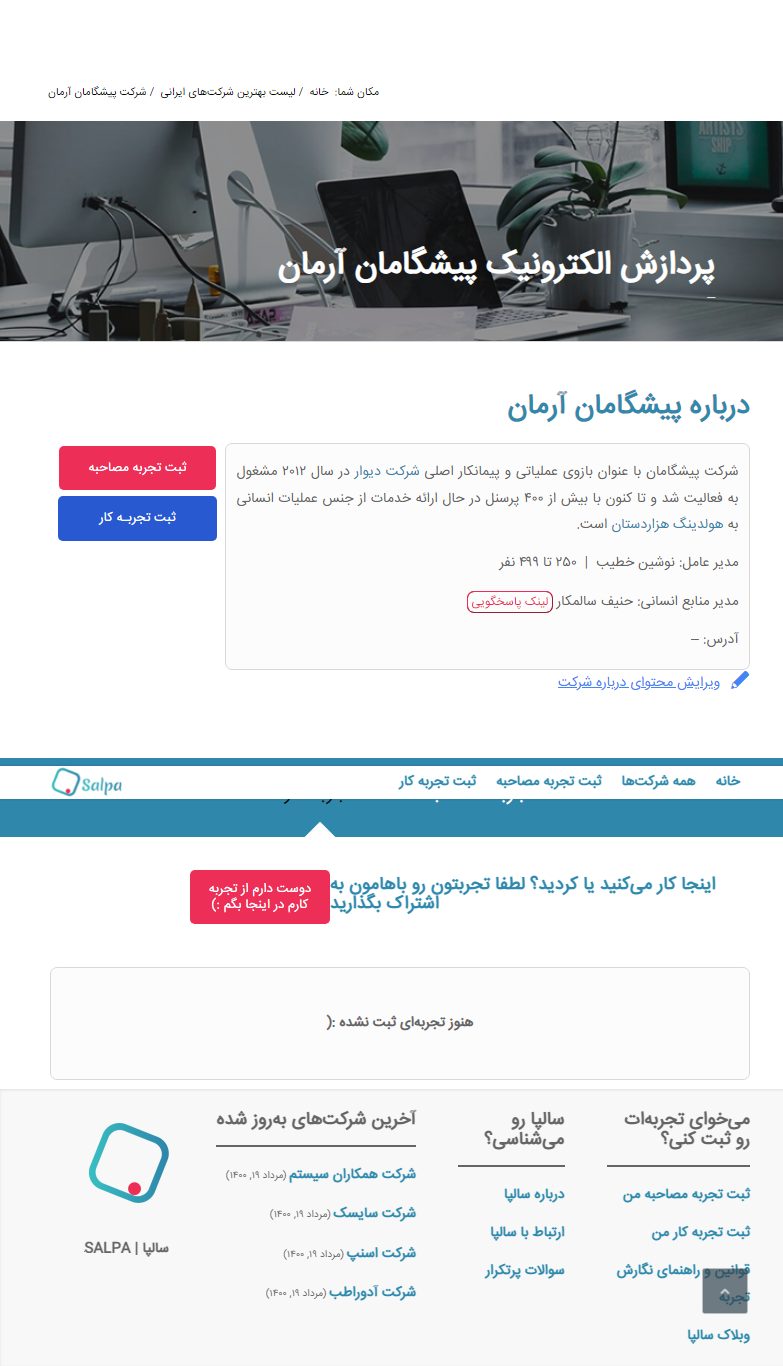 مکان شما: خانه / لیست بهترین شرکت‌های ایرانی / شرکت پیشگامان آرمان
ARTISTS
SHIP
پردازش الکترونیک پیشگامان آرمان
–
درباره پیشگامان آرمان
شرکت پیشگامان با عنوان بازوی عملیاتی و پیمانکار اصلی شرکت دیوار در سال ۲۰۱۲ مشغول
به فعالیت شد و تا کنون با بیش از ۴۰۰ پرسنل در حال ارائه خدمات از جنس عملیات انسانی
به هولدینگ هزاردستان است.
مدیر عامل: نوشین خطیب | ۲۵۰ تا ۴۹۹ نفر
مدیر منابع انسانی: حنیف سالمکار لینک پاسخگویی
آدرس: –
ثبت تجربه مصاحبه
ثبت تجربـه کار
ویرایش محتوای درباره شرکت
خانه همه شرکت‌ها ثبت تجربه مصاحبه ثبت تجربه کار
Salpa
اینجا کار می‌کنید یا کردید؟ لطفا تجربتون رو باهامون به
اشتراک بگذارید
دوست دارم از تجربه
کارم در اینجا بگم :)
هنوز تجربه‌ای ثبت نشده :(
می‌خوای تجربه‌ات
رو ثبت کنی؟
ثبت تجربه مصاحبه من
ثبت تجربه کار من
قوانین و راهنمای نگارش
تجربه
وبلاک سالپا
سالپا رو
می‌شناسی؟
درباره سالپا
ارتباط با سالپا
سوالات پرتکرار
آخرین شرکت‌های به‌روز شده
شرکت همکاران سیستم (مرداد ۱۹, ۱۴۰۰)
شرکت سایسک (مرداد ۱۹, ۱۴۰۰)
شرکت اسنپ (مرداد ۱۹, ۱۴۰۰)
شرکت آدوراطب (مرداد ۱۹, ۱۴۰۰)
سالپا | SALPA